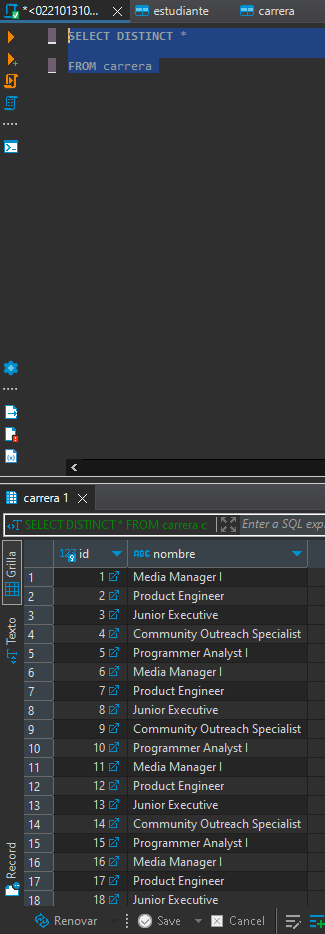 *<022101310...
estudiante
carrera
SELECT DISTINCT *
FROM carrera
carrera 1
SELECT DISTINCT * FROM carrera c
Enter a SQL exp
Grilla
Texto
Record
123 id
ABC nombre
1 1 Media Manager I
2 2 Product Engineer
3 3 Junior Executive
4 4 Community Outreach Specialist
5 5 Programmer Analyst I
6 6 Media Manager I
7 7 Product Engineer
8 8 Junior Executive
9 9 Community Outreach Specialist
10 10 Programmer Analyst I
11 11 Media Manager I
12 12 Product Engineer
13 13 Junior Executive
14 14 Community Outreach Specialist
15 15 Programmer Analyst I
16 16 Media Manager I
17 17 Product Engineer
18 18 Junior Executive
Renovar
Save
Cancel